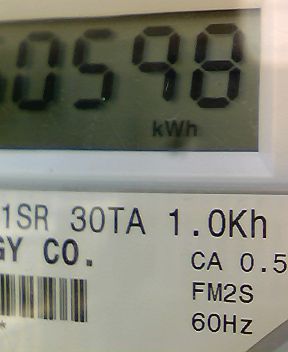 0598
kWh
1SR 30TA 1.0Kh
GY CO.
CA 0.5
FM2S
60Hz